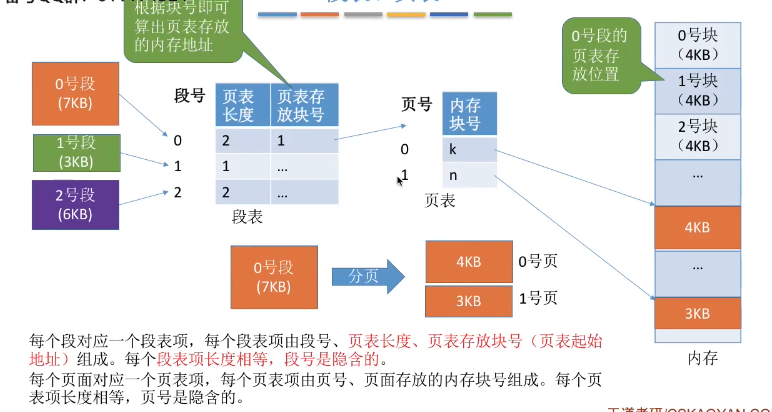 根据块号即可
算出页表存放
的内存地址
0号段的
页表存
放位置
0号段
(7KB)
1号段
(3KB)
2号段
(6KB)
段号
页表
长度
页表存
放块号
0
2
1
1
1
...
2
2
...
段表
页号
内存
块号
0
k
1
n
页表
0号块
（4KB）
1号块
（4KB）
2号块
（4KB）
...
4KB
...
3KB
内存
0号段
(7KB)
分页
4KB
0号页
3KB
1号页
每个段对应一个段表项，每个段表项由段号、页表长度、页表存放块号（页表起始
地址）组成。每个段表项长度相等，段号是隐含的。
每个页面对应一个页表项，每个页表项由页号、页面存放的内存块号组成。每个页
表项长度相等，页号是隐含的。